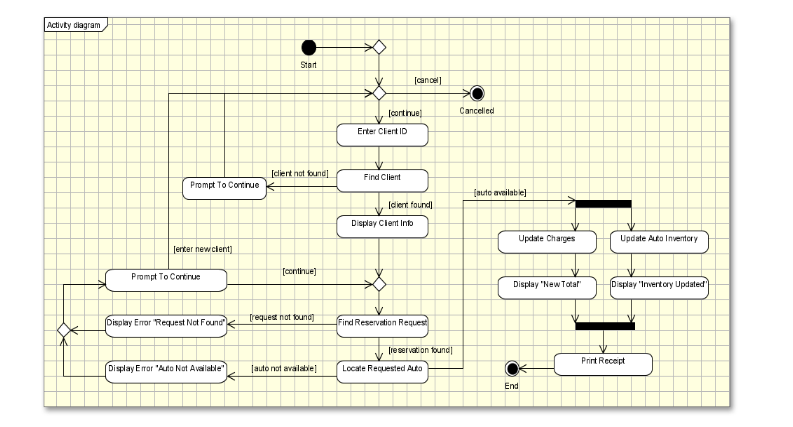 Activity diagram
Start
[cancel]
Cancelled
[continue]
Enter Client ID
[client not found]
Find Client
Prompt To Continue
[auto available]
[client found]
Display Client Info
Update Charges
Update Auto Inventory
[enter new client]
Prompt To Continue
[continue]
Display "New Total"
Display "Inventory Updated"
Display Error "Request Not Found"
[request not found]
Find Reservation Request
[reservation found]
Print Receipt
Display Error "Auto Not Available"
[auto not available]
Locate Requested Auto
End